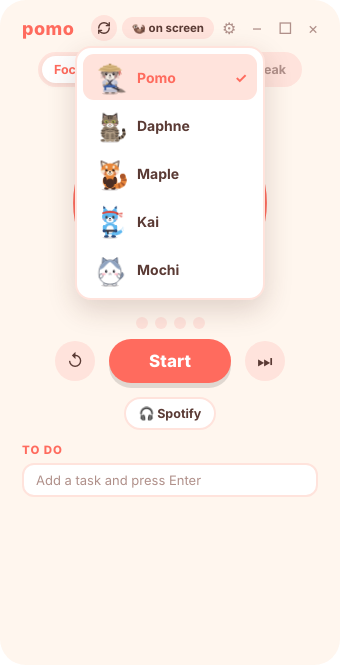 pomo
on screen
Foc
eak
Pomo
Daphne
Maple
Kai
Mochi
Start
Spotify
TO DO
Add a task and press Enter